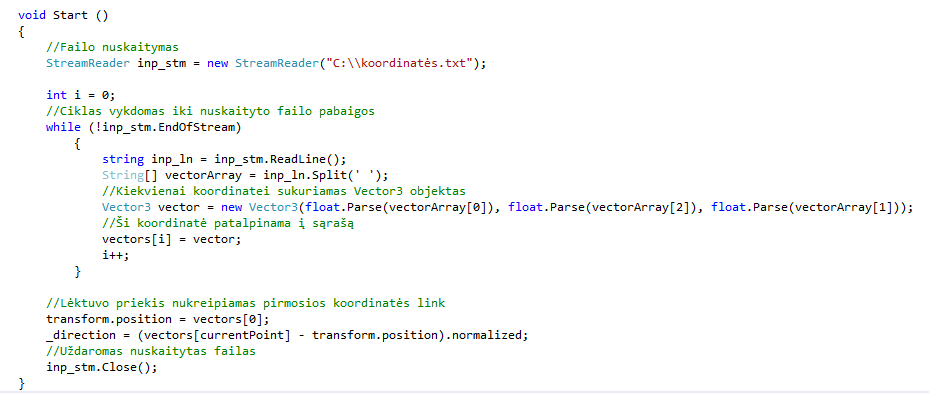 void Start ()
{
//Failo nuskaitymas
StreamReader inp_stm = new StreamReader("C:\\koordinatės.txt");
int i = 0;
//Ciklas vykdomas iki nuskaityto failo pabaigos
while (!inp_stm.EndOfStream)
{
string inp_ln = inp_stm.ReadLine();
String[] vectorArray = inp_ln.Split(' ');
//Kiekvienai koordinatei sukuriamas Vector3 objektas
Vector3 vector = new Vector3(float.Parse(vectorArray[0]), float.Parse(vectorArray[2]), float.Parse(vectorArray[1]));
//Ši koordinatė patalpinama į sąrašą
vectors[i] = vector;
i++;
}
//Lėktuvo priekis nukreipiamas pirmosios koordinatės link
transform.position = vectors[0];
_direction = (vectors[currentPoint] - transform.position).normalized;
//Uždaromas nuskaitytas failas
inp_stm.Close();
}